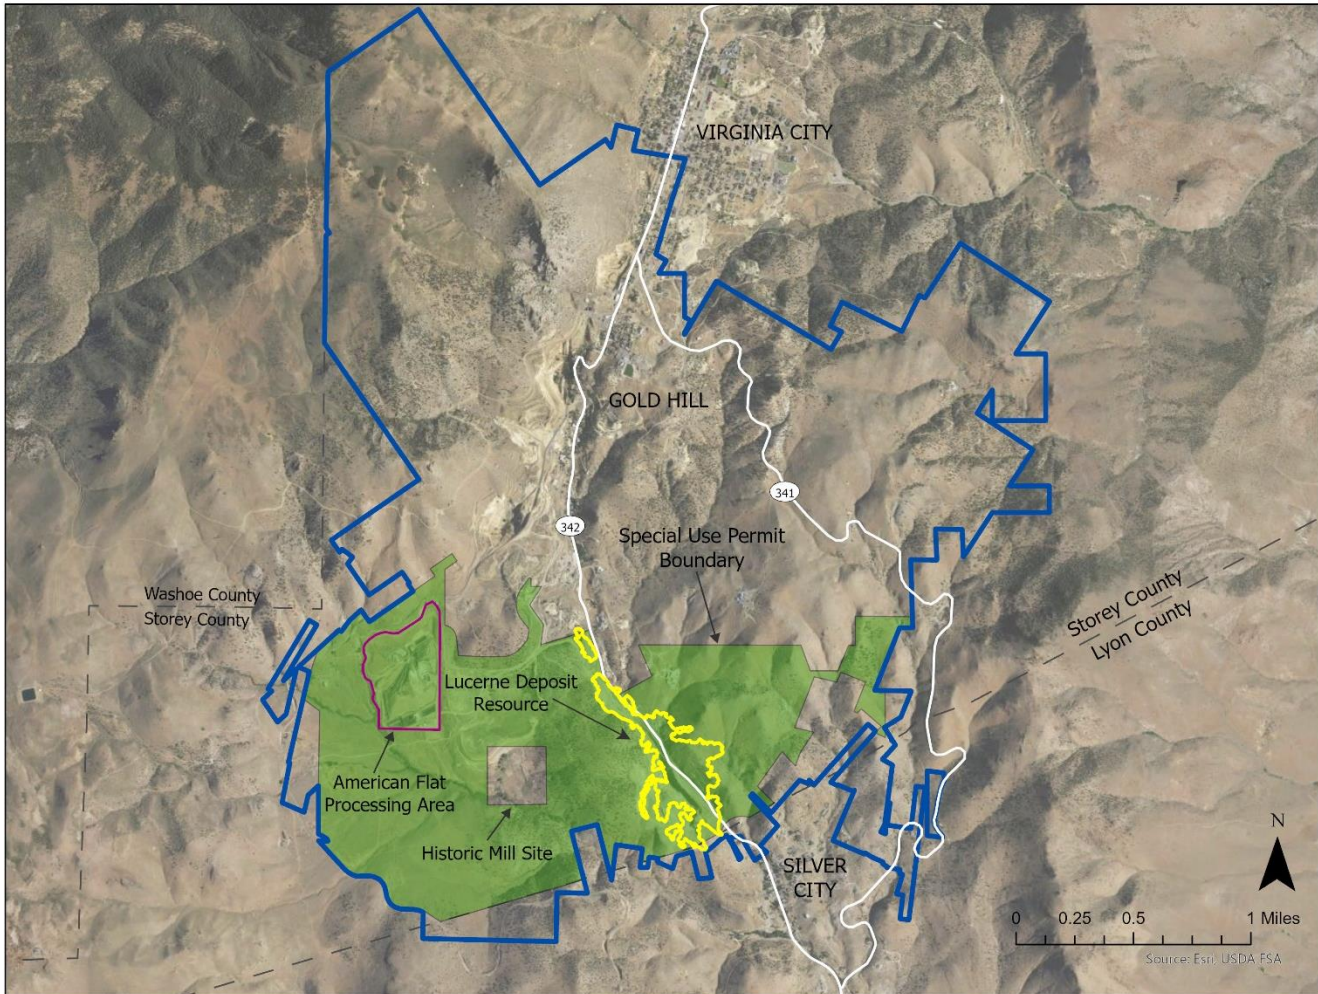 VIRGINIA CITY
GOLD HILL
341
342
Special Use Permit
Boundary
Washoe County
Storey County
Storey County
Lyon County
Lucerne Deposit
Resource
American Flat
Processing Area
Historic Mill Site
SILVER
CITY
N
0 0.25 0.5 1 Miles
Source: Esri, USDA FSA